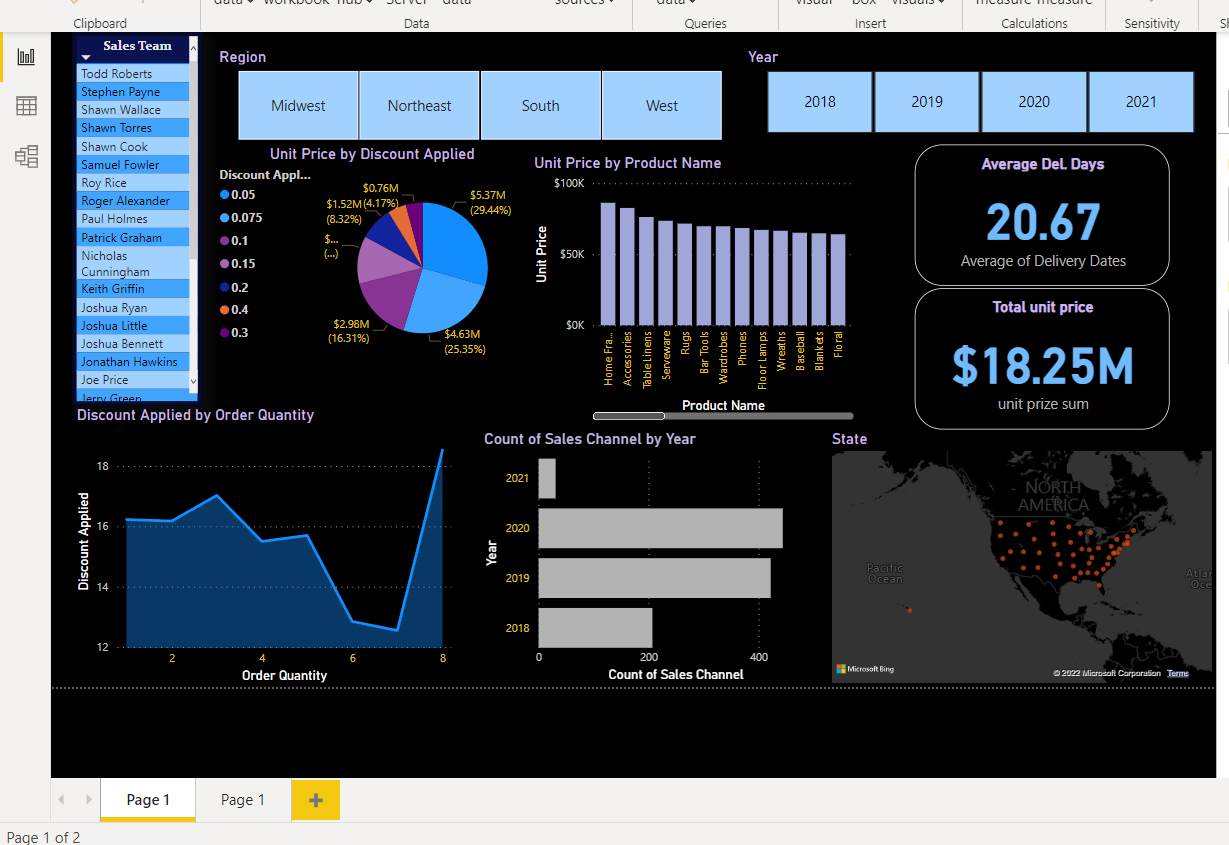 data workbook hub Server data sources data visual box visuals measure measure
Clipboard Data Queries Insert Calculations Sensitivity
Sales Team
Todd Roberts
Stephen Payne
Shawn Wallace
Shawn Torres
Shawn Cook
Samuel Fowler
Roy Rice
Roger Alexander
Paul Holmes
Patrick Graham
Nicholas
Cunningham
Keith Griffin
Joshua Ryan
Joshua Little
Joshua Bennett
Jonathan Hawkins
Joe Price
Jerry Green
Region
Midwest Northeast South West
Year
2018 2019 2020 2021
Unit Price by Discount Applied
Discount Appl...
0.05
0.075
0.1
0.15
0.2
0.4
0.3
$0.76M
(4.17%)
$5.37M
(29.44%)
$1.52M
(8.32%)
$...
(...)
$2.98M
(16.31%)
$4.63M
(25.35%)
Unit Price by Product Name
$100K
$50K
$0K
Unit Price
Home Fra...
Accessories
Table Linens
Serveware
Rugs
Bar Tools
Wardrobes
Phones
Floor Lamps
Wreaths
Baseball
Blankets
Floral
Product Name
Average Del. Days
20.67
Average of Delivery Dates
Total unit price
$18.25M
unit prize sum
Discount Applied by Order Quantity
18
16
14
12
Discount Applied
2 4 6 8
Order Quantity
Count of Sales Channel by Year
2021
2020
2019
2018
Year
0 200 400
Count of Sales Channel
State
NORTH
AMERICA
Pacific
Ocean
Microsoft Bing
© 2022 Microsoft Corporation Terms
Page 1 Page 1 +
Page 1 of 2